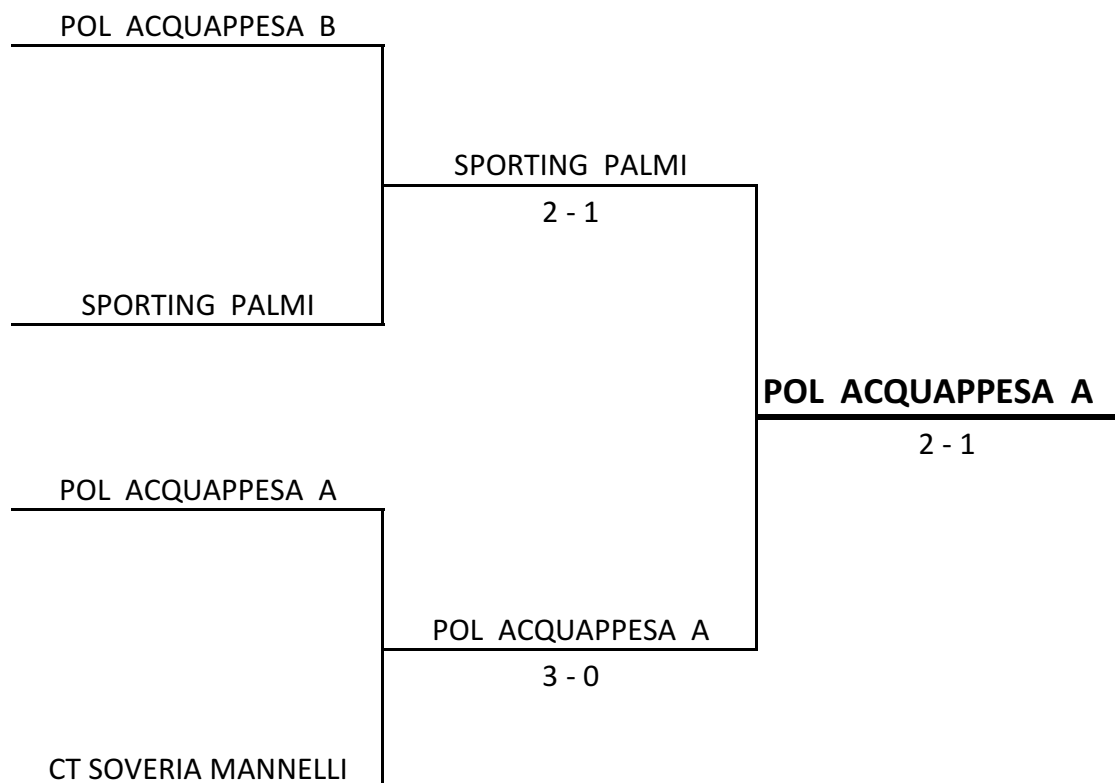 POL ACQUAPPESA B
SPORTING PALMI
2 - 1
SPORTING PALMI
POL ACQUAPPESA A
2 - 1
POL ACQUAPPESA A
POL ACQUAPPESA A
3 - 0
CT SOVERIA MANNELLI